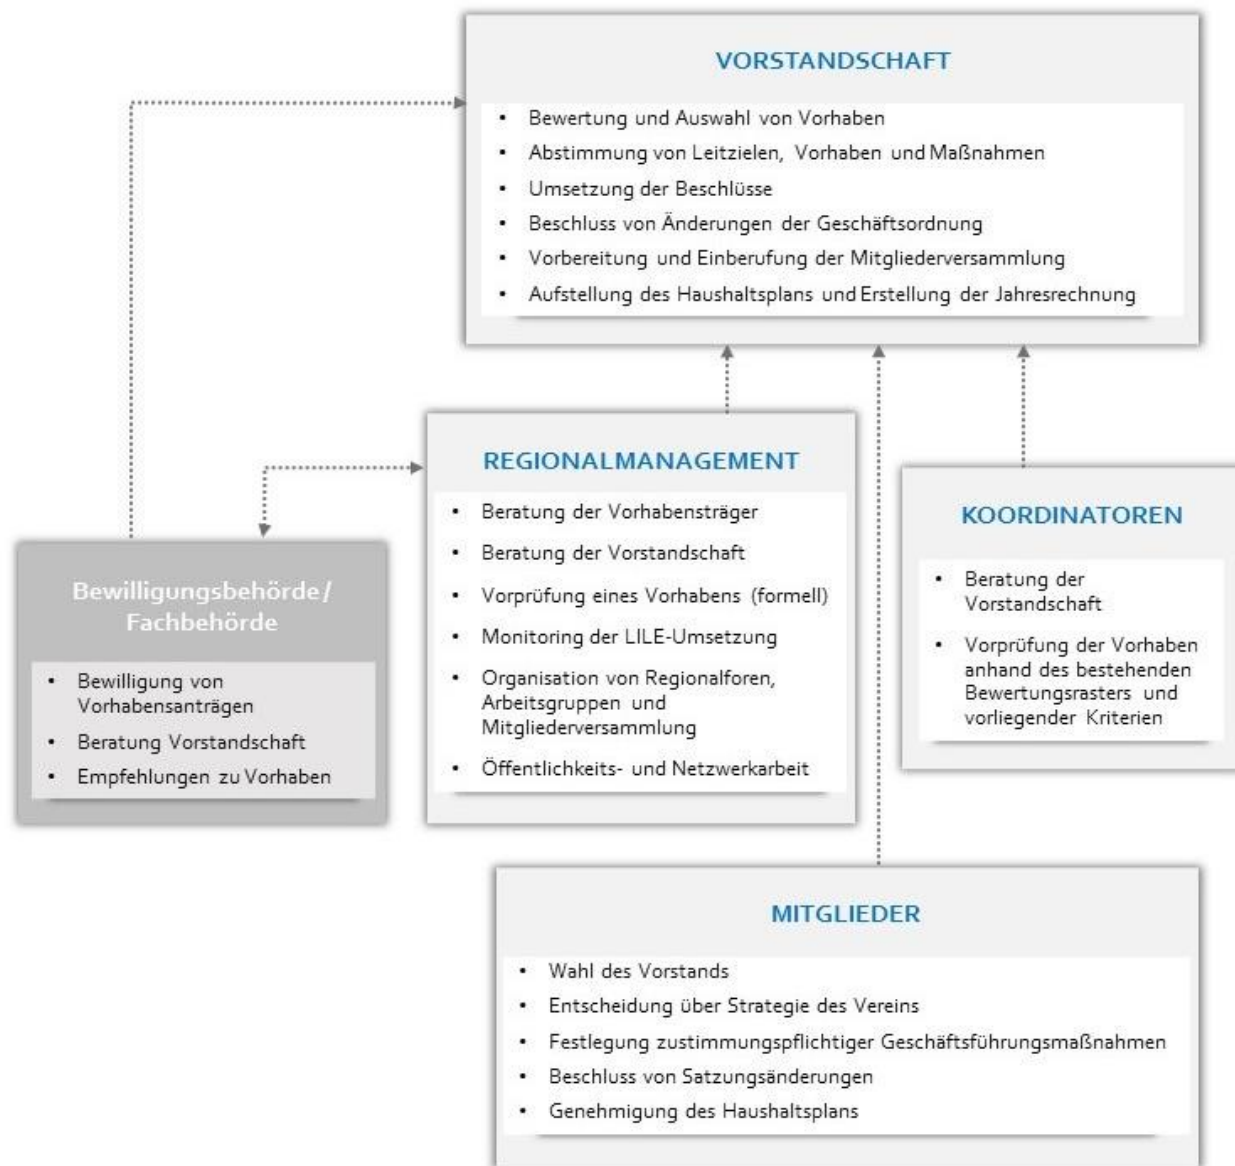 VORSTANDSCHAFT
• Bewertung und Auswahl von Vorhaben
• Abstimmung von Leitzielen, Vorhaben und Maßnahmen
• Umsetzung der Beschlüsse
• Beschluss von Änderungen der Geschäftsordnung
• Vorbereitung und Einberufung der Mitgliederversammlung
• Aufstellung des Haushaltsplans und Erstellung der Jahresrechnung
REGIONALMANAGEMENT
• Beratung der Vorhabensträger
• Beratung der Vorstandschaft
• Vorprüfung eines Vorhabens (formell)
• Monitoring der LILE-Umsetzung
• Organisation von Regionalforen,
Arbeitsgruppen und
Mitgliederversammlung
• Öffentlichkeits- und Netzwerkarbeit
KOORDINATOREN
• Beratung der
Vorstandschaft
• Vorprüfung der Vorhaben
anhand des bestehenden
Bewertungsrasters und
vorliegender Kriterien
Bewilligungsbehörde/
Fachbehörde
• Bewilligung von
Vorhabensanträgen
• Beratung Vorstandschaft
• Empfehlungen zu Vorhaben
MITGLIEDER
• Wahl des Vorstands
• Entscheidung über Strategie des Vereins
• Festlegung zustimmungspflichtiger Geschäftsführungsmaßnahmen
• Beschluss von Satzungsänderungen
• Genehmigung des Haushaltsplans